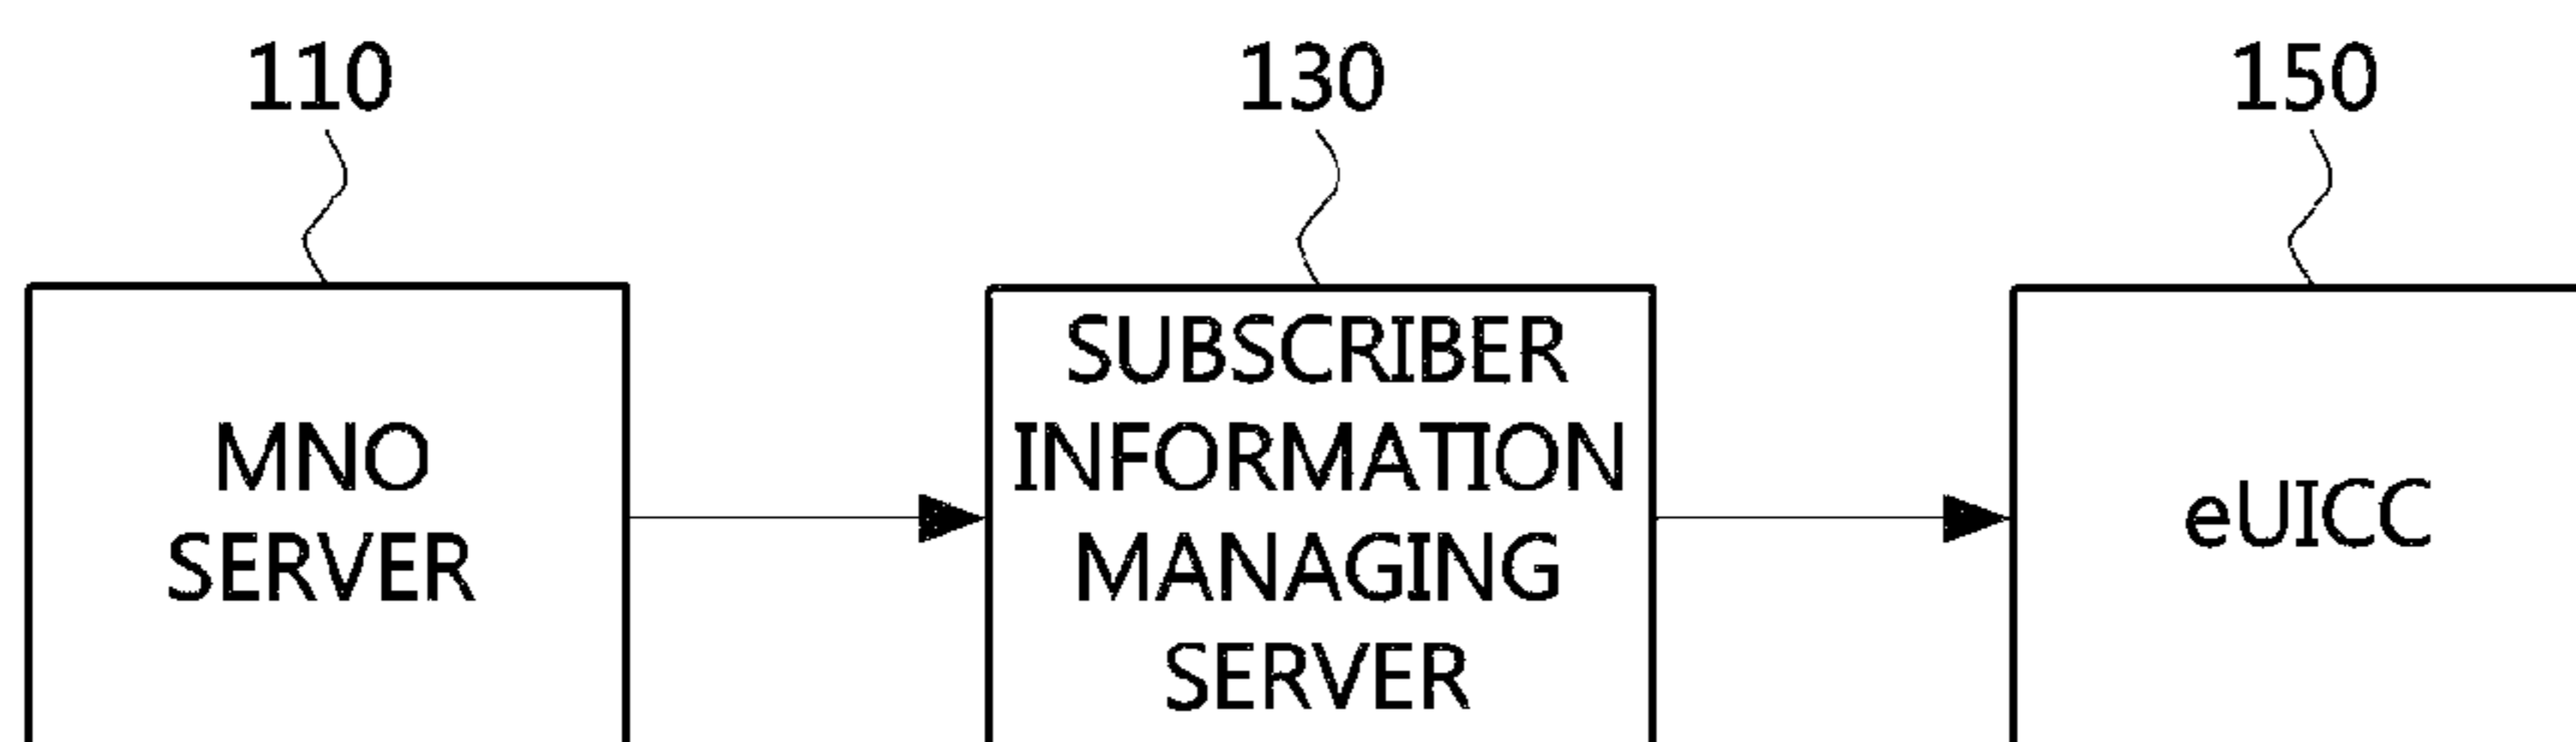 110
130
150
MNO
SERVER
SUBSCRIBER
INFORMATION
MANAGING
SERVER
eUICC